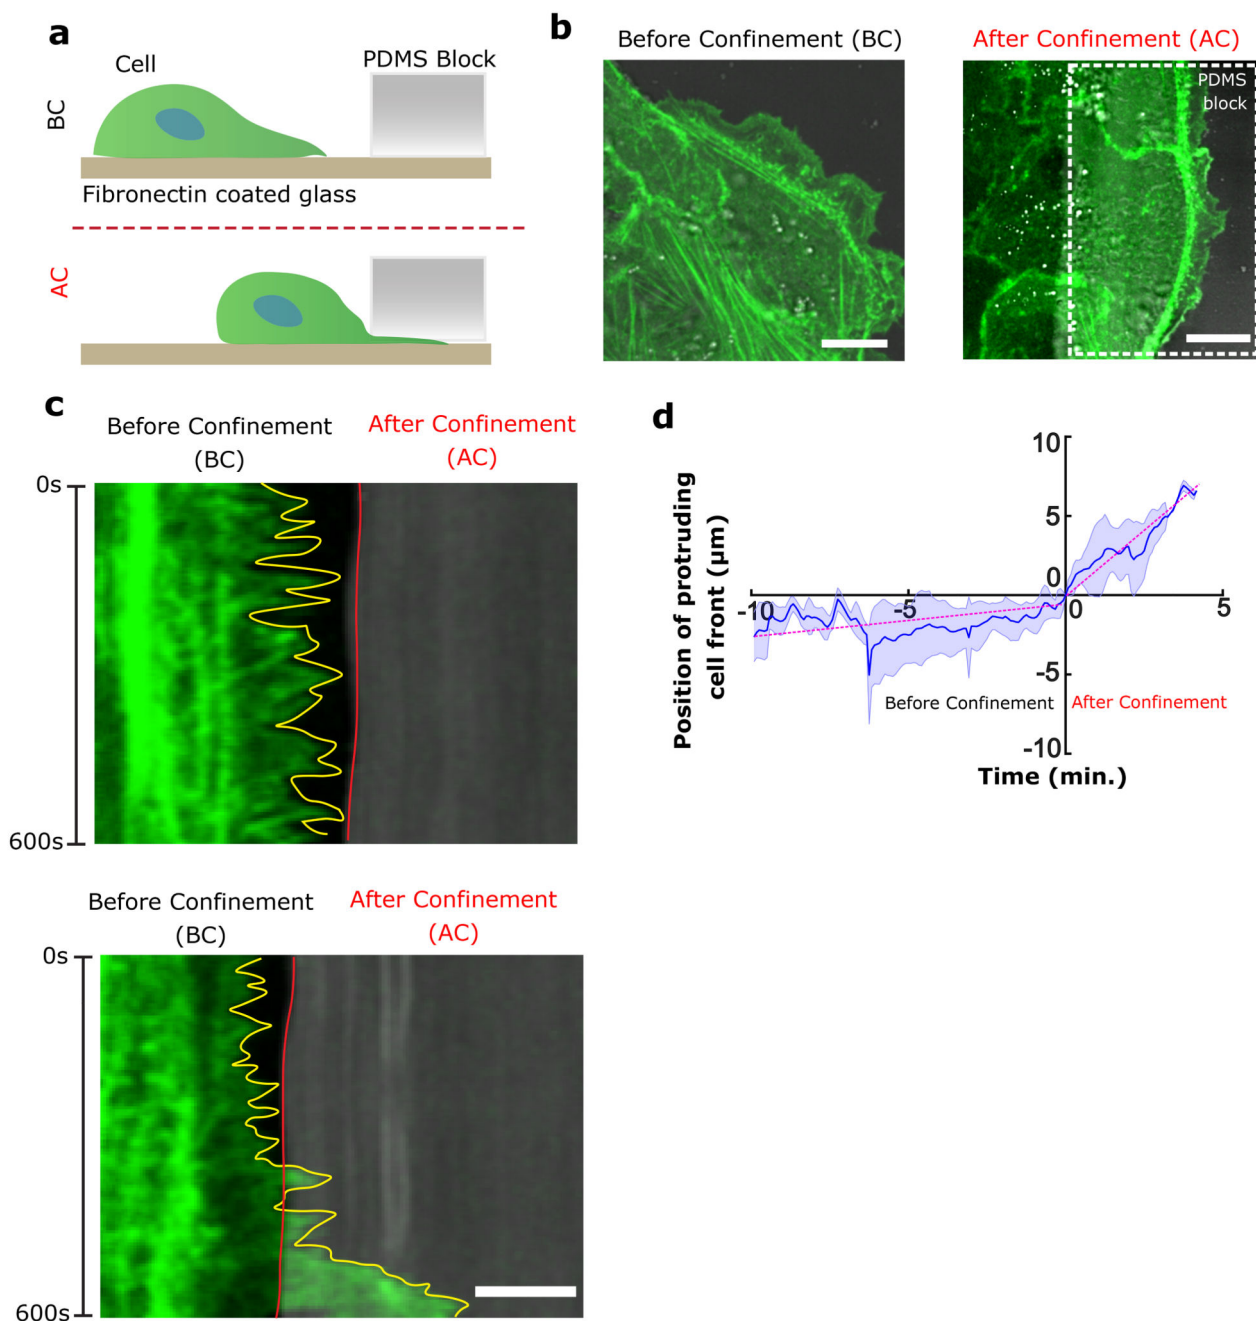 a
Cell
PDMS Block
BC
Fibronectin coated glass
AC
b
Before Confinement (BC)
After Confinement (AC)
PDMS
block
c
Before Confinement
(BC)
After Confinement
(AC)
0s
600s
Before Confinement
(BC)
After Confinement
(AC)
0s
600s
d
Position of protruding
cell front (μm)
10
5
0
-10
-5
0
5
-5
-10
Before Confinement
After Confinement
Time (min.)